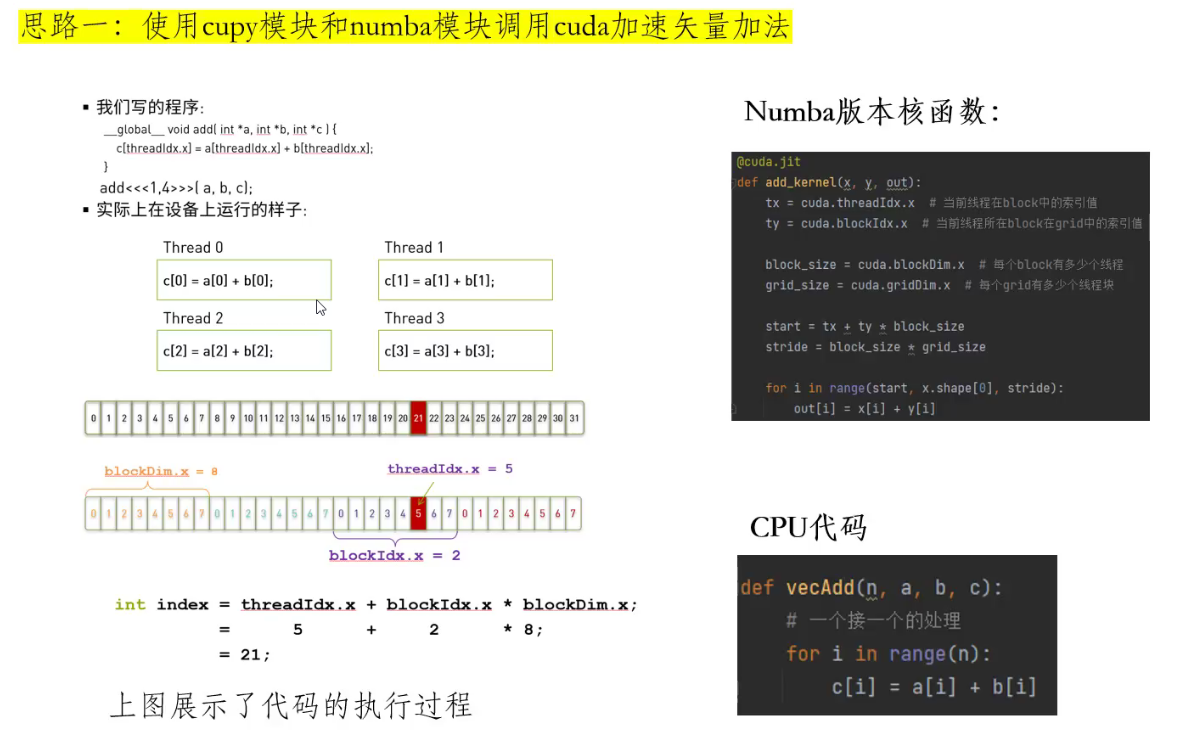 思路一：使用cupy模块和numba模块调用cuda加速矢量加法
▪ 我们写的程序:
__global__ void add( int *a, int *b, int *c ) {
c[threadIdx.x] = a[threadIdx.x] + b[threadIdx.x];
}
add<<<1,4>>>( a, b, c);
▪ 实际上在设备上运行的样子:
Thread 0
Thread 1
c[0] = a[0] + b[0];
c[1] = a[1] + b[1];
Thread 2
Thread 3
c[2] = a[2] + b[2];
c[3] = a[3] + b[3];
0 1 2 3 4 5 6 7 8 9 10 11 12 13 14 15 16 17 18 19 20 21 22 23 24 25 26 27 28 29 30 31
blockDim.x = 8
threadIdx.x = 5
0 1 2 3 4 5 6 7 0 1 2 3 4 5 6 7 0 1 2 3 4 5 6 7 0 1 2 3 4 5 6 7
blockIdx.x = 2
int index = threadIdx.x + blockIdx.x * blockDim.x;
= 5 + 2 * 8;
= 21;
上图展示了代码的执行过程
Numba版本核函数：
@cuda.jit
def add_kernel(x, y, out):
tx = cuda.threadIdx.x # 当前线程在block中的索引值
ty = cuda.blockIdx.x # 当前线程所在block在grid中的索引值
block_size = cuda.blockDim.x # 每个block有多少个线程
grid_size = cuda.gridDim.x # 每个grid有多少个线程块
start = tx + ty * block_size
stride = block_size * grid_size
for i in range(start, x.shape[0], stride):
out[i] = x[i] + y[i]
CPU代码
def vecAdd(n, a, b, c):
# 一个接一个的处理
for i in range(n):
c[i] = a[i] + b[i]